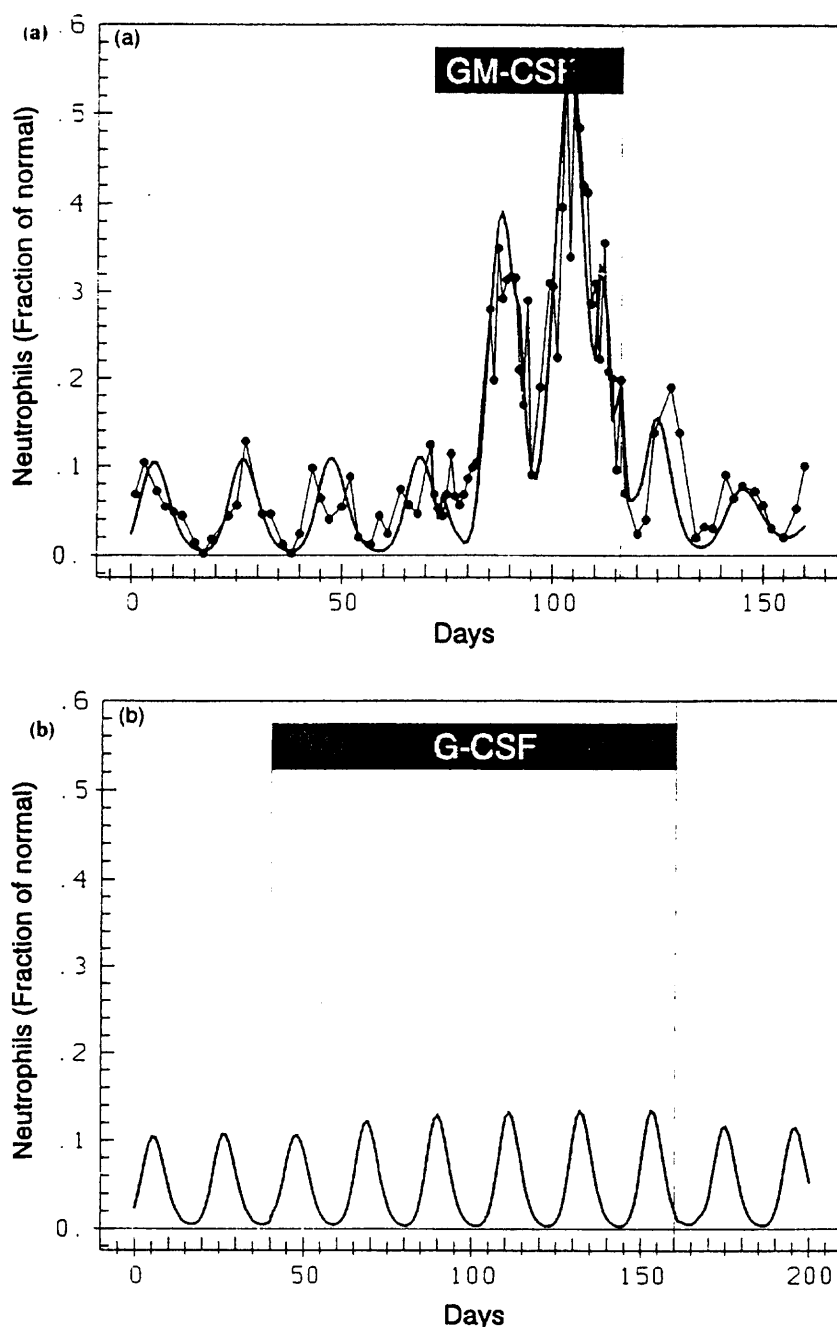 (a)
(a)
GM-CSF
Neutrophils (Fraction of normal)
.6
.5
.4
.3
.2
.1
0.
0
50
100
150
Days
(b)
(b)
G-CSF
Neutrophils (Fraction of normal)
.6
.5
.4
.3
.2
.1
0.
0
50
100
150
200
Days